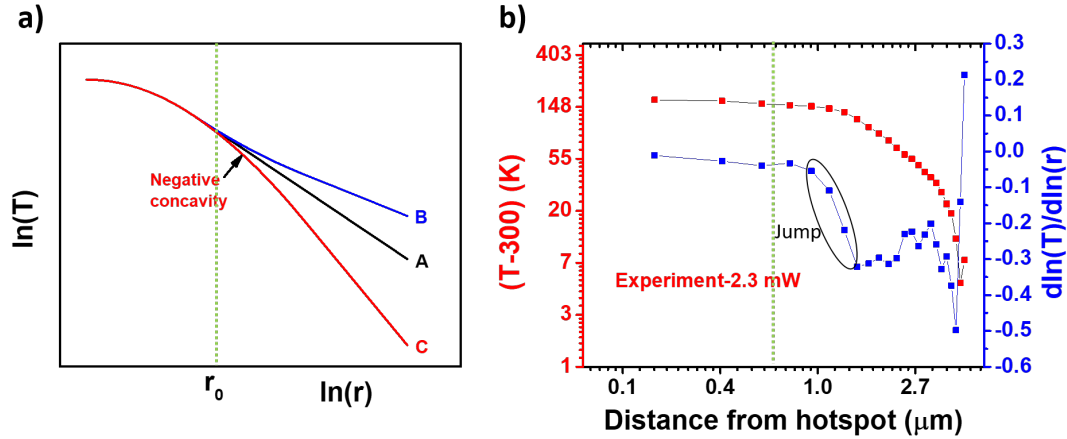 a)
ln(T)
Negative
concavity
B
A
C
r0
ln(r)
b)
(T-300) (K)
403
148
55
20
7
3
1
Jump
Experiment-2.3 mW
0.1
0.4
1.0
2.7
Distance from hotspot (μm)
0.3
0.2
0.1
0.0
-0.1
-0.2
-0.3
-0.4
-0.5
-0.6
dln(T)/dln(r)